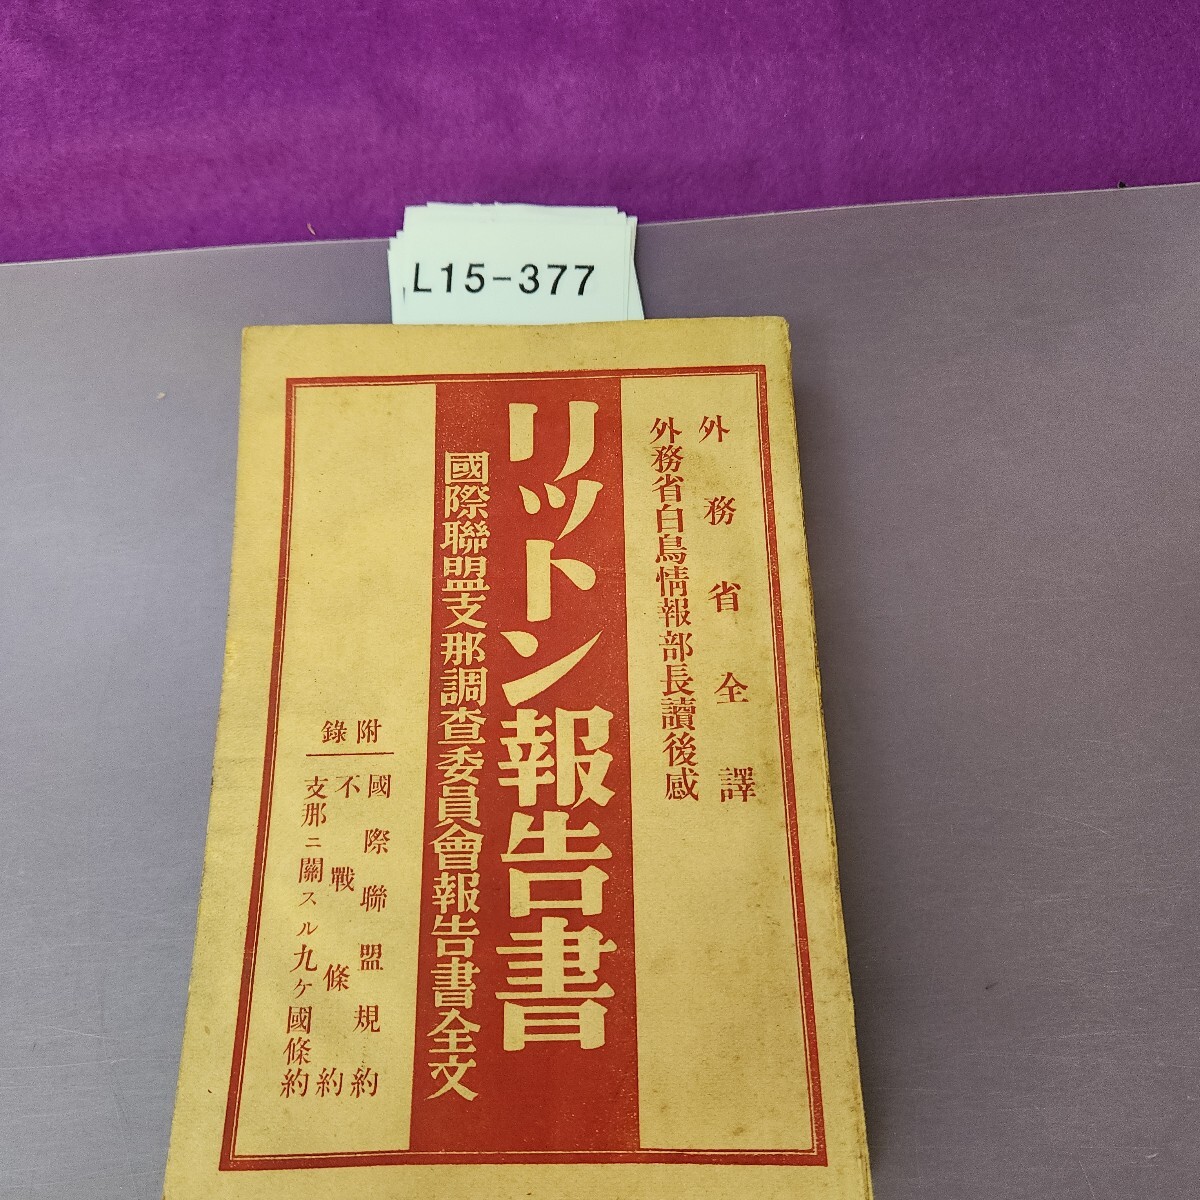 L15-377
外務省全譯
外務省白鳥情報部長讀後感
リットン報告書
國際聯盟支那調查委員會報告書全文
附錄
國際聯盟規約
不戰條約
支那ニ關スル九ケ國條約